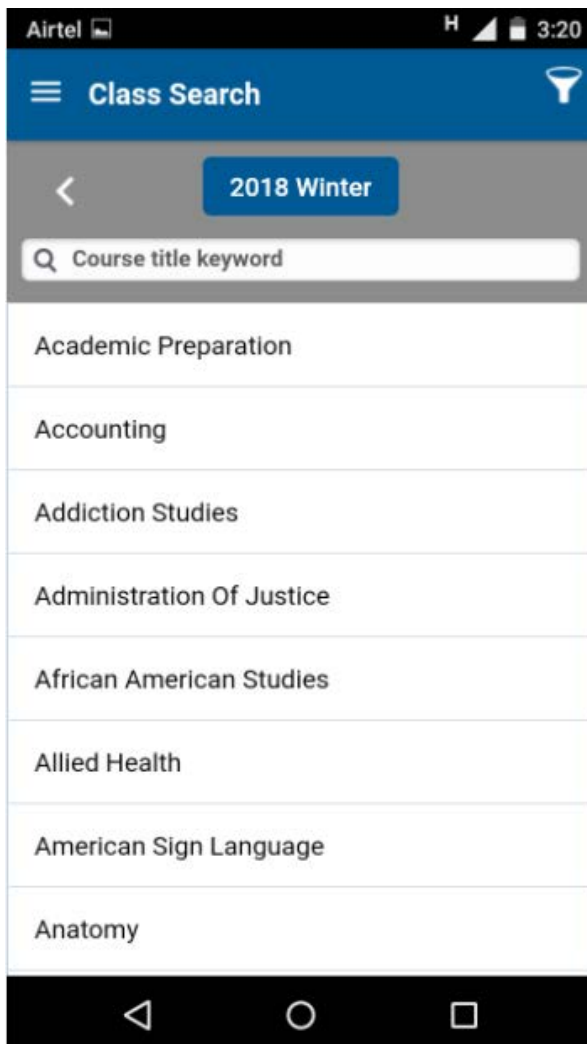 Airtel H 3:20
Class Search
2018 Winter
Course title keyword
Academic Preparation
Accounting
Addiction Studies
Administration Of Justice
African American Studies
Allied Health
American Sign Language
Anatomy